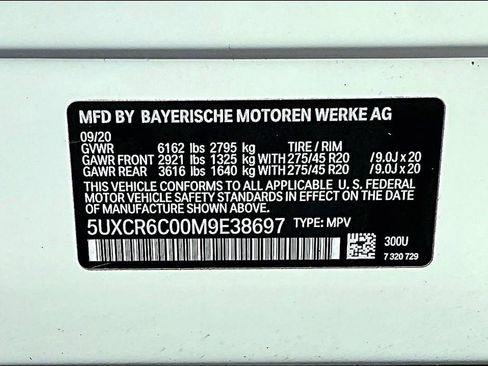 MFD BY BAYERISCHE MOTOREN WERKE AG
09/20
GVWR 6162 lbs 2795 kg TIRE / RIM
GAWR FRONT 2921 lbs 1325 kg WITH 275/45 R20 /9.0J x 20
GAWR REAR 3616 lbs 1640 kg WITH 275/45 R20 /9.0J x 20
THIS VEHICLE CONFORMS TO ALL APPLICABLE U. S. FEDERAL
MOTOR VEHICLE SAFETY STANDARDS IN EFFECT ON THE DATE
OF MANUFACTURE SHOWN ABOVE.
5UXCR6C00M9E38697 TYPE: MPV
300U
7 320 729